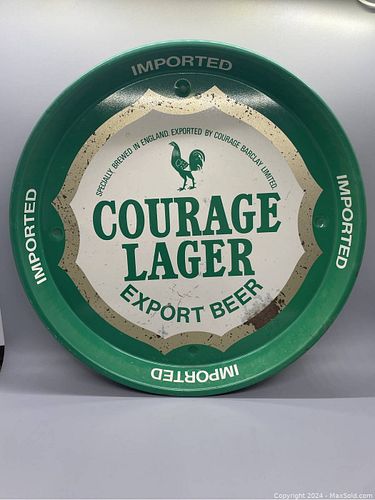 IMPORTED
SPECIALLY BREWED IN ENGLAND. EXPORTED BY COURAGE BARCLAY LIMITED.
COURAGE
LAGER
EXPORT BEER
IMPORTED
IMPORTED
IMPORTED
Copyright 2024 - MaxSold.com